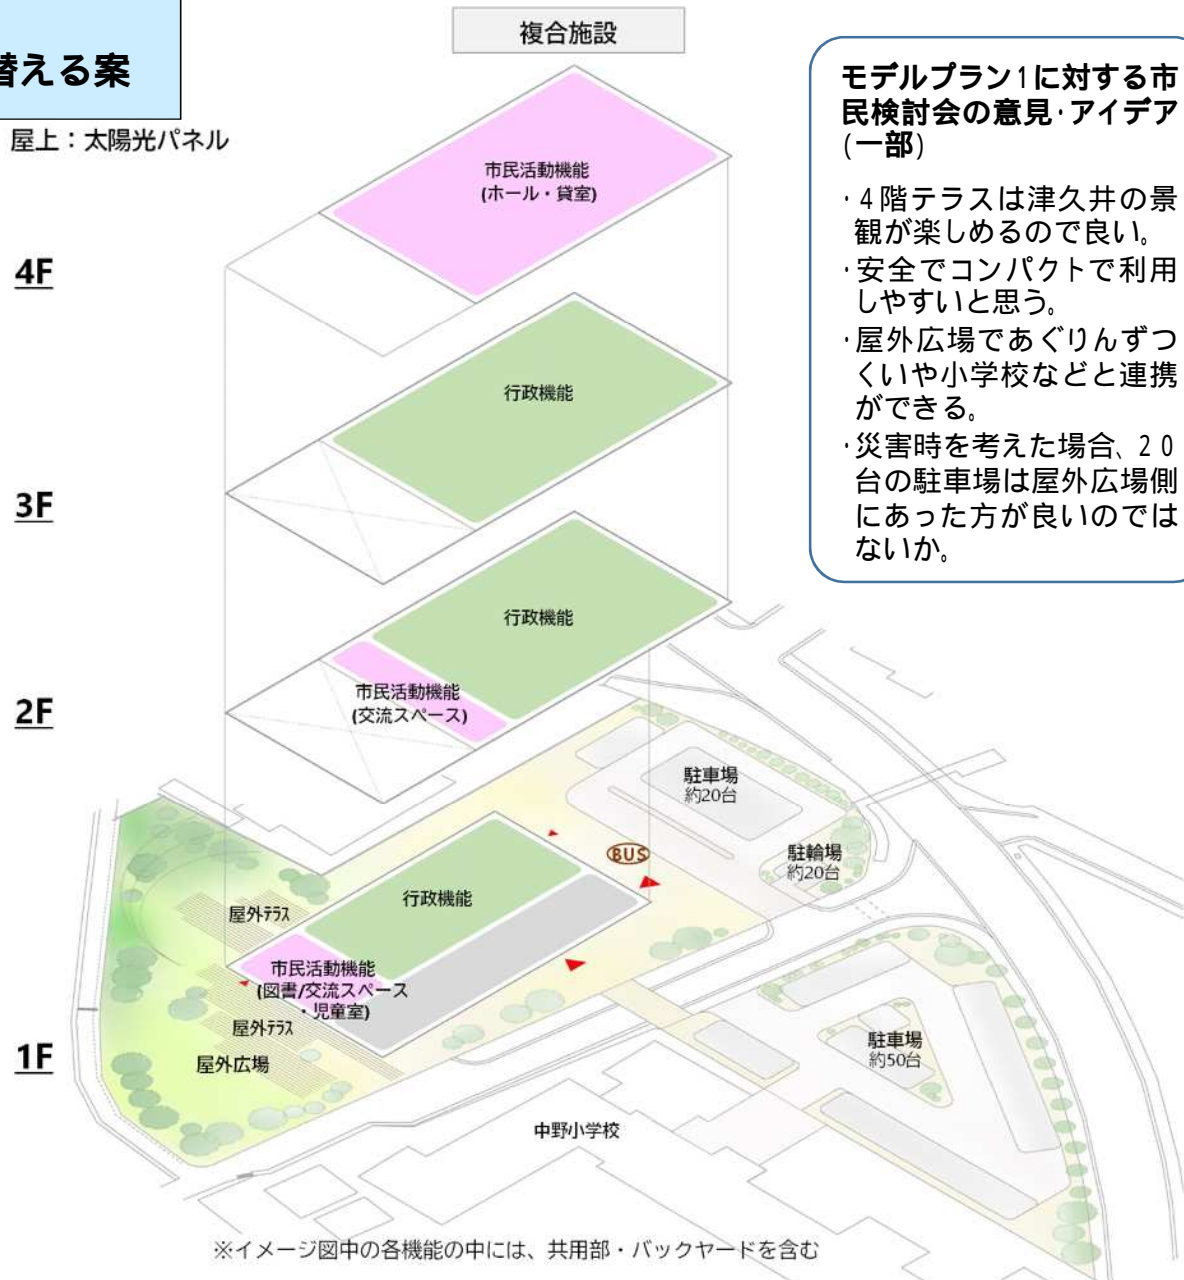 替える案
複合施設
屋上：太陽光パネル
4F
市民活動機能
(ホール・貸室)
3F
行政機能
2F
行政機能
市民活動機能
(交流スペース)
1F
行政機能
市民活動機能
(図書/交流スペース
・児童室)
屋外テラス
屋外テラス
屋外広場
BUS
駐車場
約20台
駐輪場
約20台
駐車場
約50台
中野小学校
※イメージ図中の各機能の中には、共用部・バックヤードを含む
モデルプラン1に対する市
民検討会の意見・アイデア
(一部)
・4階テラスは津久井の景
観が楽しめるので良い。
・安全でコンパクトで利用
しやすいと思う。
・屋外広場であぐりんずつ
くいや小学校などと連携
ができる。
・災害時を考えた場合、20
台の駐車場は屋外広場側
にあった方が良いのでは
ないか。